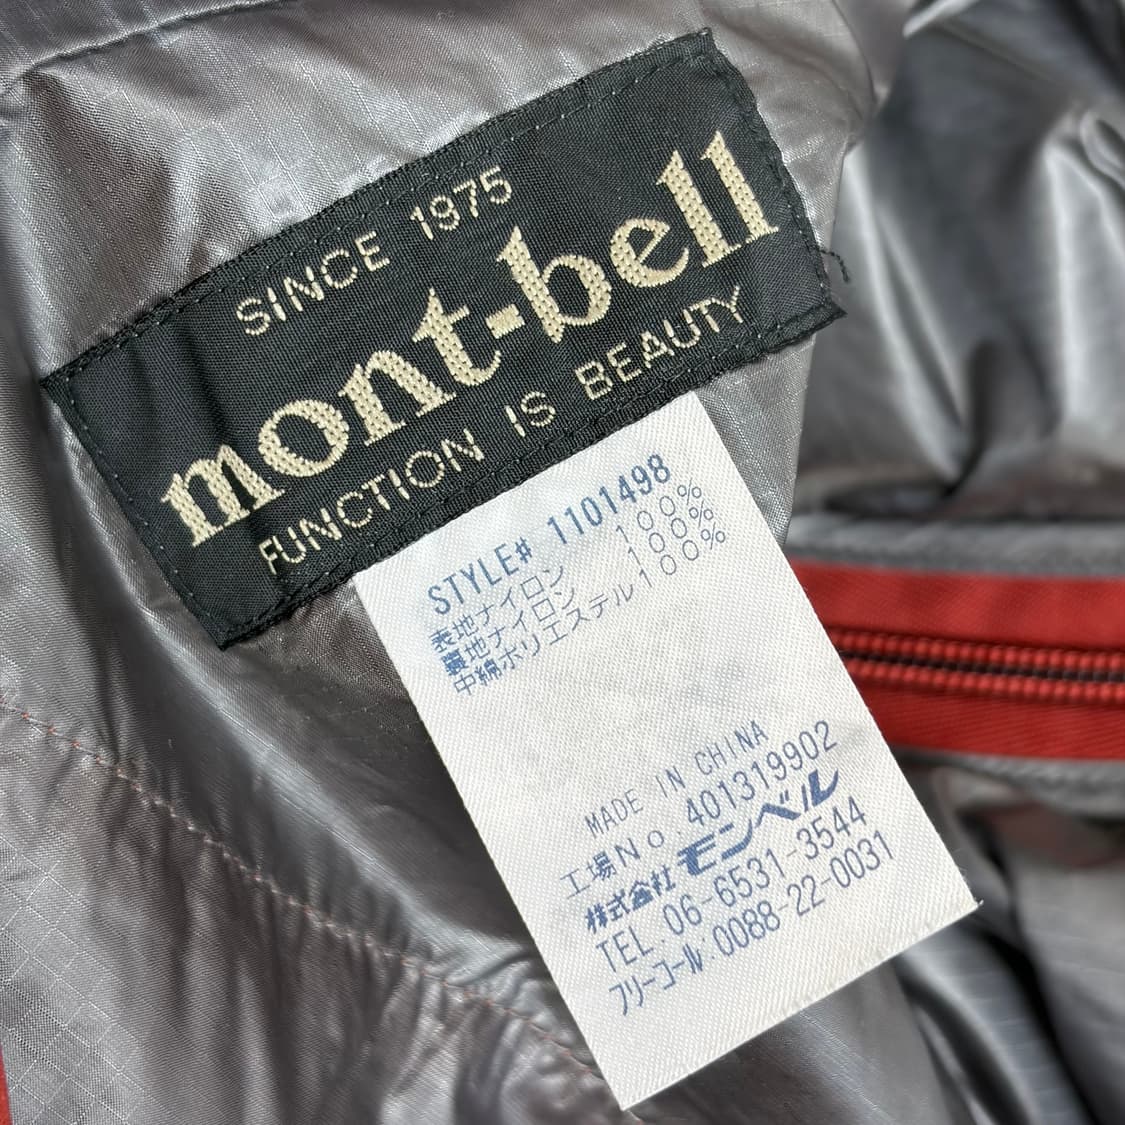 SINCE 1975
mont-bell
FUNCTION IS BEAUTY
STYLE# 1101498
表地ナイロン 100%
裏地ナイロン 100%
中綿ポリエステル100%
MADE IN CHINA
工場No.401319902
株式会社モンベル
TEL.06-6531-3544
フリーコール:0088-22-0031